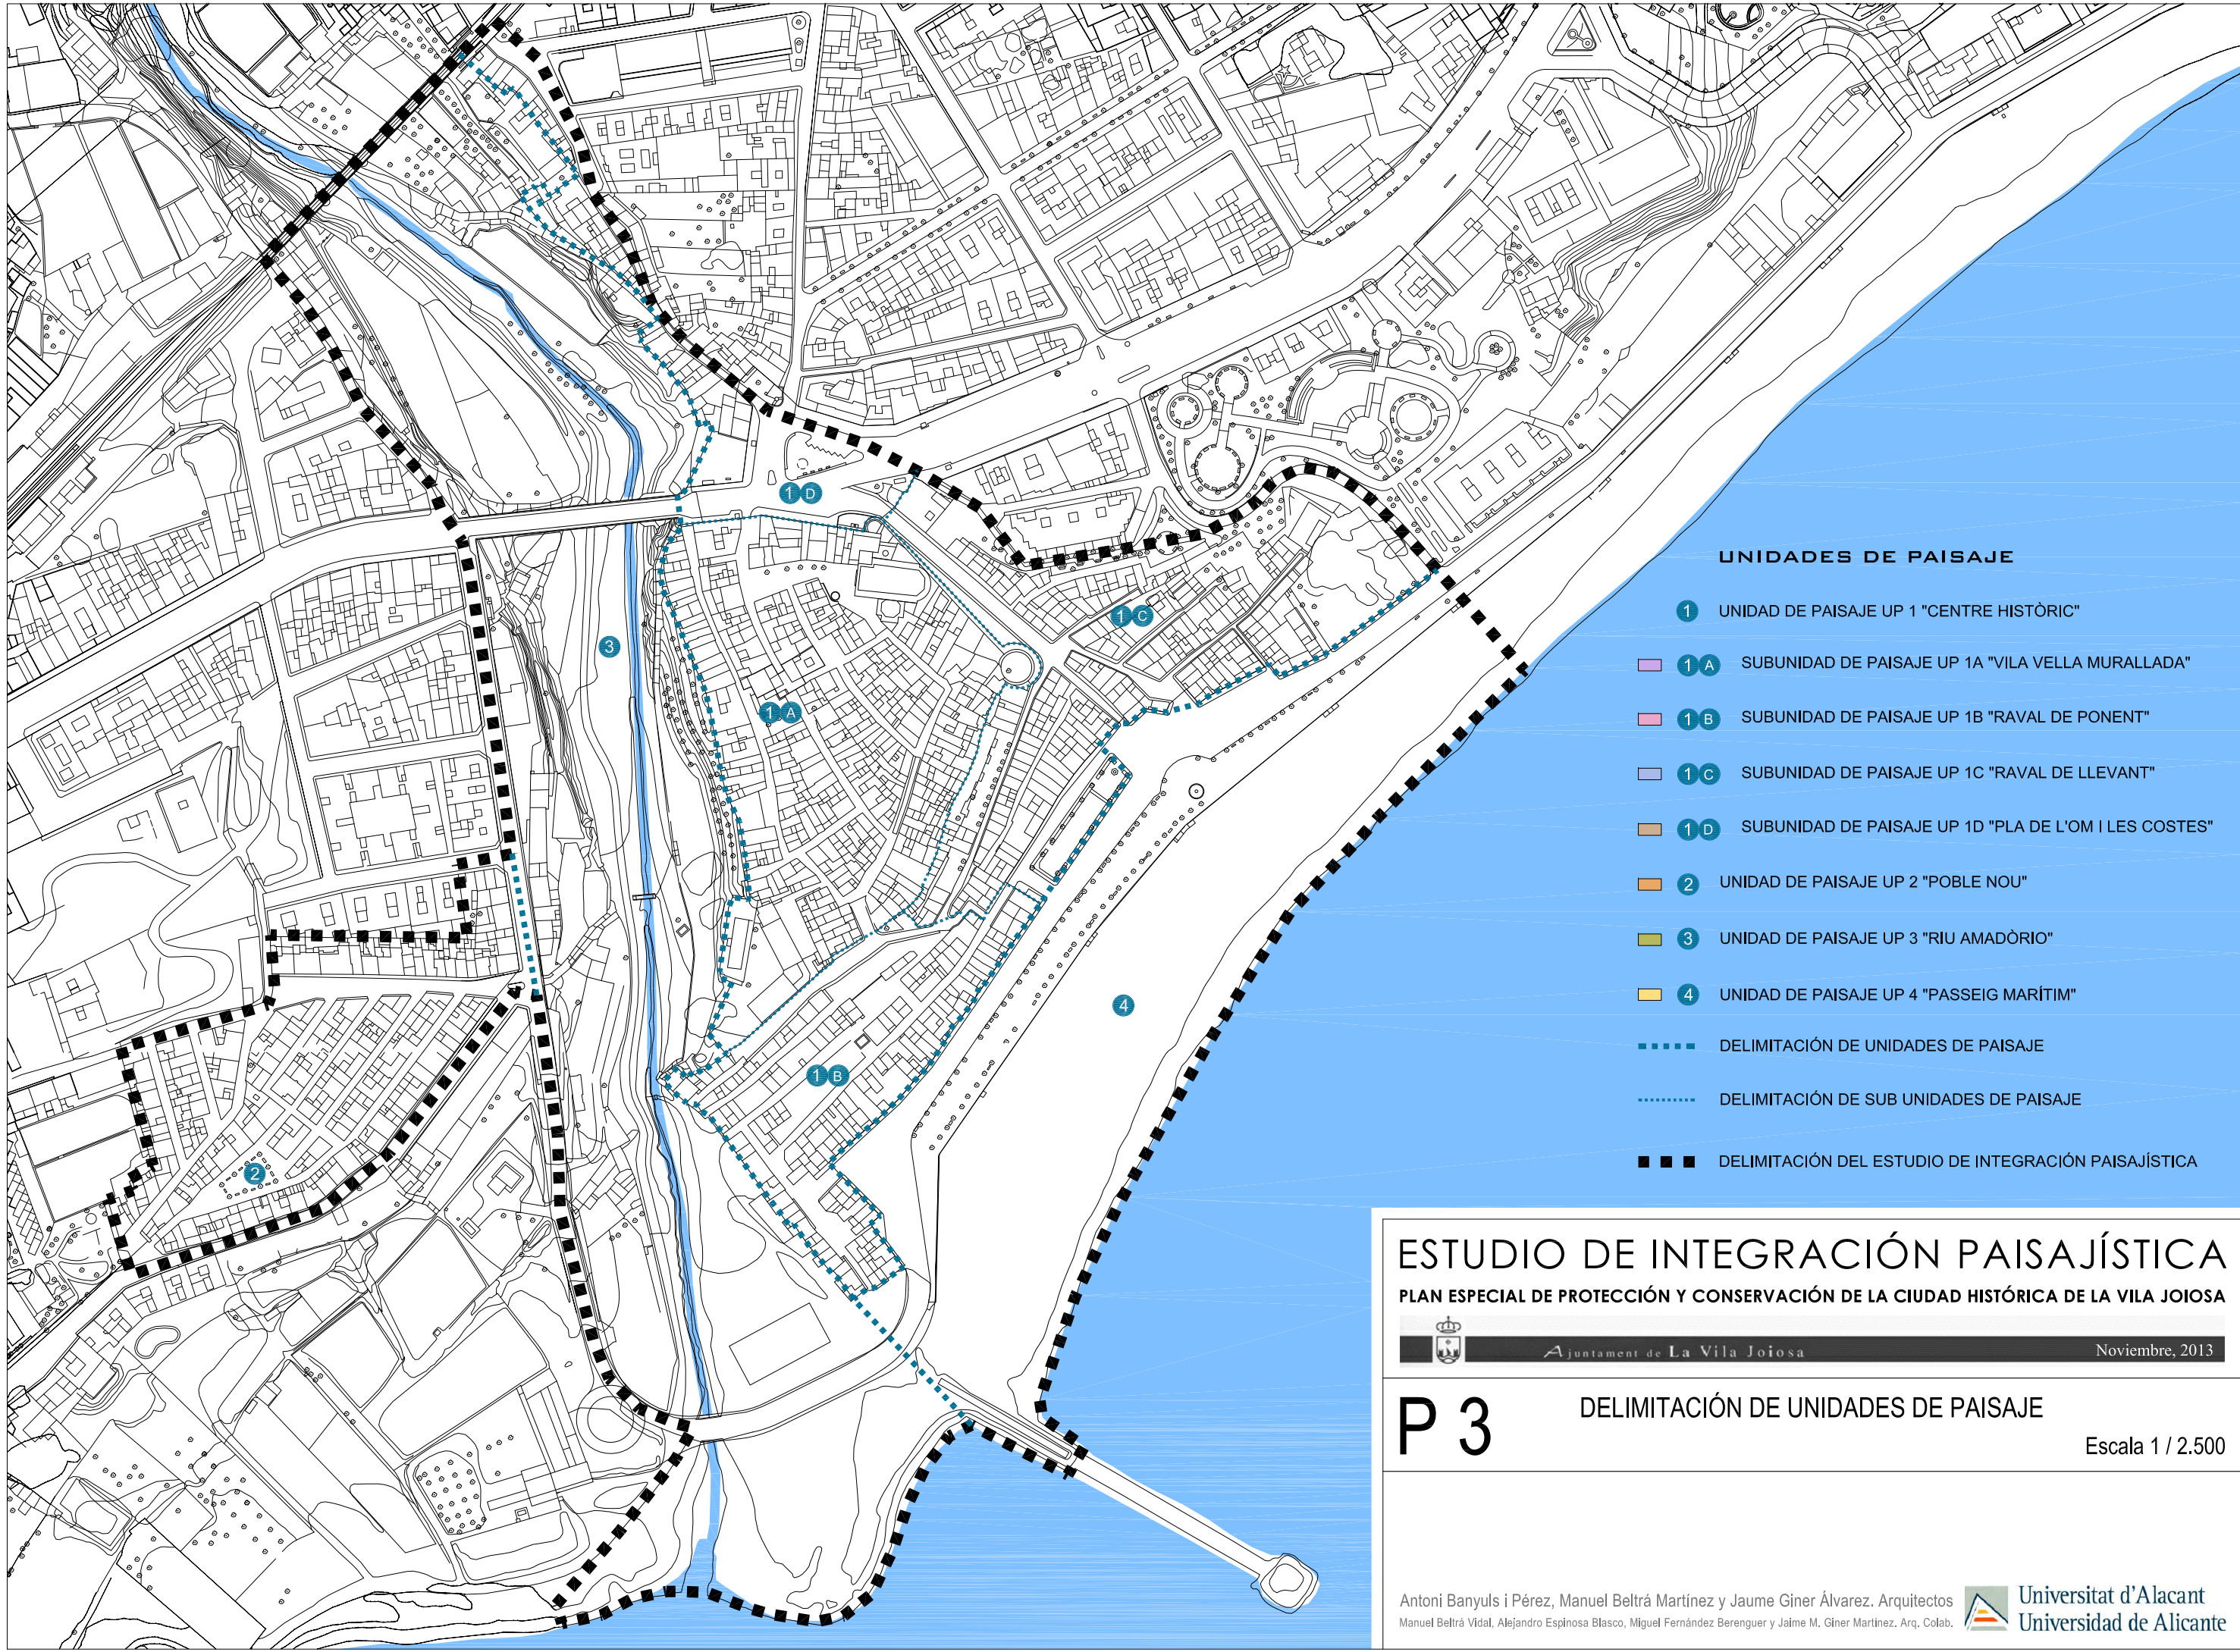 1 D
1 C
3
1 A
4
1 B
2
UNIDADES DE PAISAJE
1 UNIDAD DE PAISAJE UP 1 "CENTRE HISTÒRIC"
1 A SUBUNIDAD DE PAISAJE UP 1A "VILA VELLA MURALLADA"
1 B SUBUNIDAD DE PAISAJE UP 1B "RAVAL DE PONENT"
1 C SUBUNIDAD DE PAISAJE UP 1C "RAVAL DE LLEVANT"
1 D SUBUNIDAD DE PAISAJE UP 1D "PLA DE L'OM I LES COSTES"
2 UNIDAD DE PAISAJE UP 2 "POBLE NOU"
3 UNIDAD DE PAISAJE UP 3 "RIU AMADÒRIO"
4 UNIDAD DE PAISAJE UP 4 "PASSEIG MARÍTIM"
DELIMITACIÓN DE UNIDADES DE PAISAJE
DELIMITACIÓN DE SUB UNIDADES DE PAISAJE
DELIMITACIÓN DEL ESTUDIO DE INTEGRACIÓN PAISAJÍSTICA
ESTUDIO DE INTEGRACIÓN PAISAJÍSTICA
PLAN ESPECIAL DE PROTECCIÓN Y CONSERVACIÓN DE LA CIUDAD HISTÓRICA DE LA VILA JOIOSA
Ajuntament de La Vila Joiosa Noviembre, 2013
P 3 DELIMITACIÓN DE UNIDADES DE PAISAJE
Escala 1 / 2.500
Antoni Banyuls i Pérez, Manuel Beltrá Martínez y Jaume Giner Álvarez. Arquitectos
Manuel Beltrá Vidal, Alejandro Espinosa Blasco, Miguel Fernández Berenguer y Jaime M. Giner Martínez. Arq. Colab.
Universitat d'Alacant
Universidad de Alicante